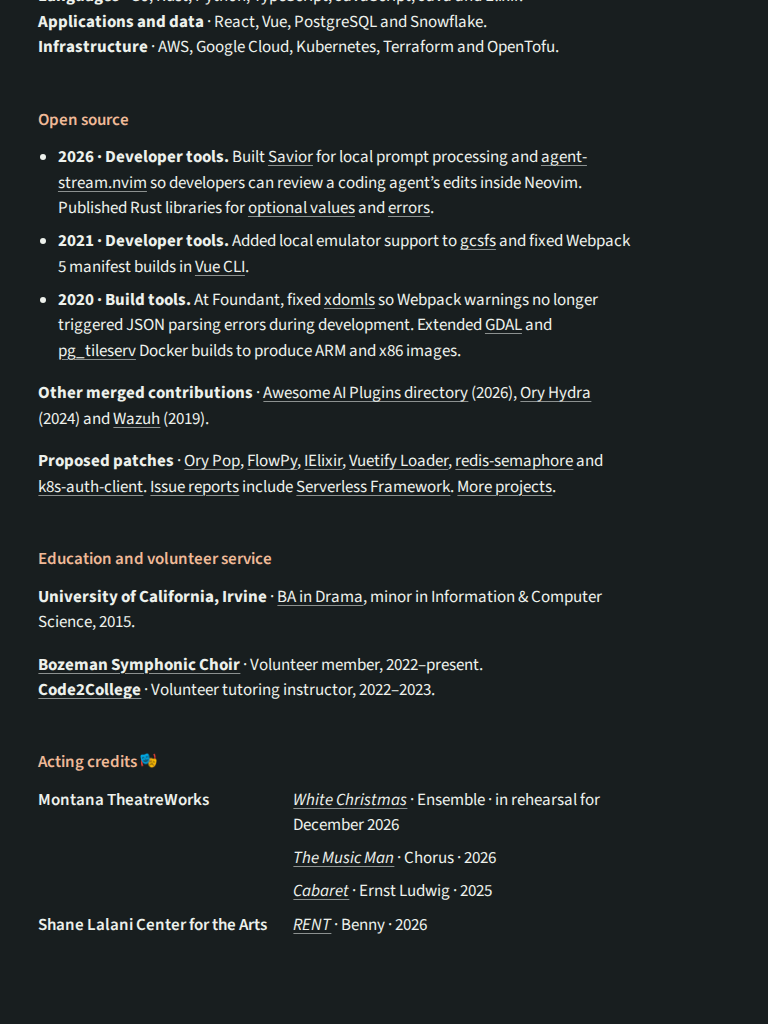 Languages · Go, Rust, Python, TypeScript, JavaScript, Java and Elixir.
Applications and data · React, Vue, PostgreSQL and Snowflake.
Infrastructure · AWS, Google Cloud, Kubernetes, Terraform and OpenTofu.
Open source
• 2026 · Developer tools. Built Savior for local prompt processing and agent-
stream.nvim so developers can review a coding agent’s edits inside Neovim.
Published Rust libraries for optional values and errors.
• 2021 · Developer tools. Added local emulator support to gcsfs and fixed Webpack
5 manifest builds in Vue CLI.
• 2020 · Build tools. At Foundant, fixed xdomls so Webpack warnings no longer
triggered JSON parsing errors during development. Extended GDAL and
pg_tileserv Docker builds to produce ARM and x86 images.
Other merged contributions · Awesome AI Plugins directory (2026), Ory Hydra
(2024) and Wazuh (2019).
Proposed patches · Ory Pop, FlowPy, IElixir, Vuetify Loader, redis-semaphore and
k8s-auth-client. Issue reports include Serverless Framework. More projects.
Education and volunteer service
University of California, Irvine · BA in Drama, minor in Information & Computer
Science, 2015.
Bozeman Symphonic Choir · Volunteer member, 2022–present.
Code2College · Volunteer tutoring instructor, 2022–2023.
Acting credits 🎭
Montana TheatreWorks White Christmas · Ensemble · in rehearsal for
December 2026
The Music Man · Chorus · 2026
Cabaret · Ernst Ludwig · 2025
Shane Lalani Center for the Arts RENT · Benny · 2026